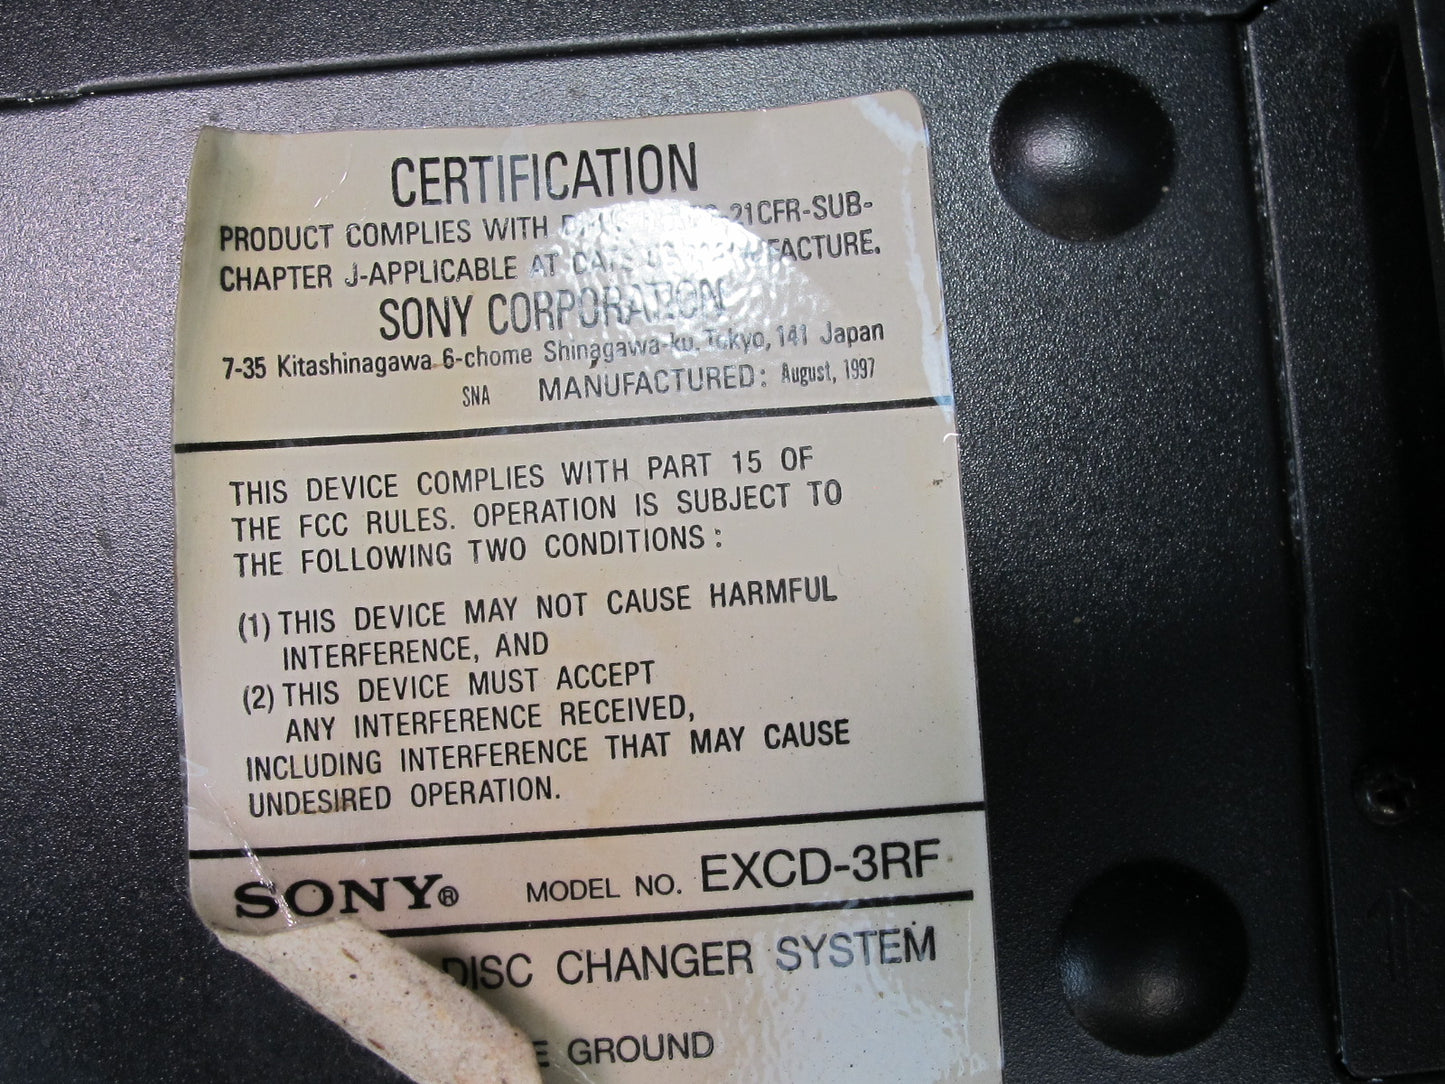 CERTIFICATION
PRODUCT COMPLIES WITH 21CFR-SUB-
CHAPTER J-APPLICABLE AT MANUFACTURE.
SONY CORPORATION
7-35 Kitashinagawa 6-chome Shinagawa-ku, Tokyo, 141 Japan
SNA MANUFACTURED: August, 1997
THIS DEVICE COMPLIES WITH PART 15 OF
THE FCC RULES. OPERATION IS SUBJECT TO
THE FOLLOWING TWO CONDITIONS:
(1) THIS DEVICE MAY NOT CAUSE HARMFUL
INTERFERENCE, AND
(2) THIS DEVICE MUST ACCEPT
ANY INTERFERENCE RECEIVED,
INCLUDING INTERFERENCE THAT MAY CAUSE
UNDESIRED OPERATION.
SONY® MODEL NO. EXCD-3RF
DISC CHANGER SYSTEM
E GROUND